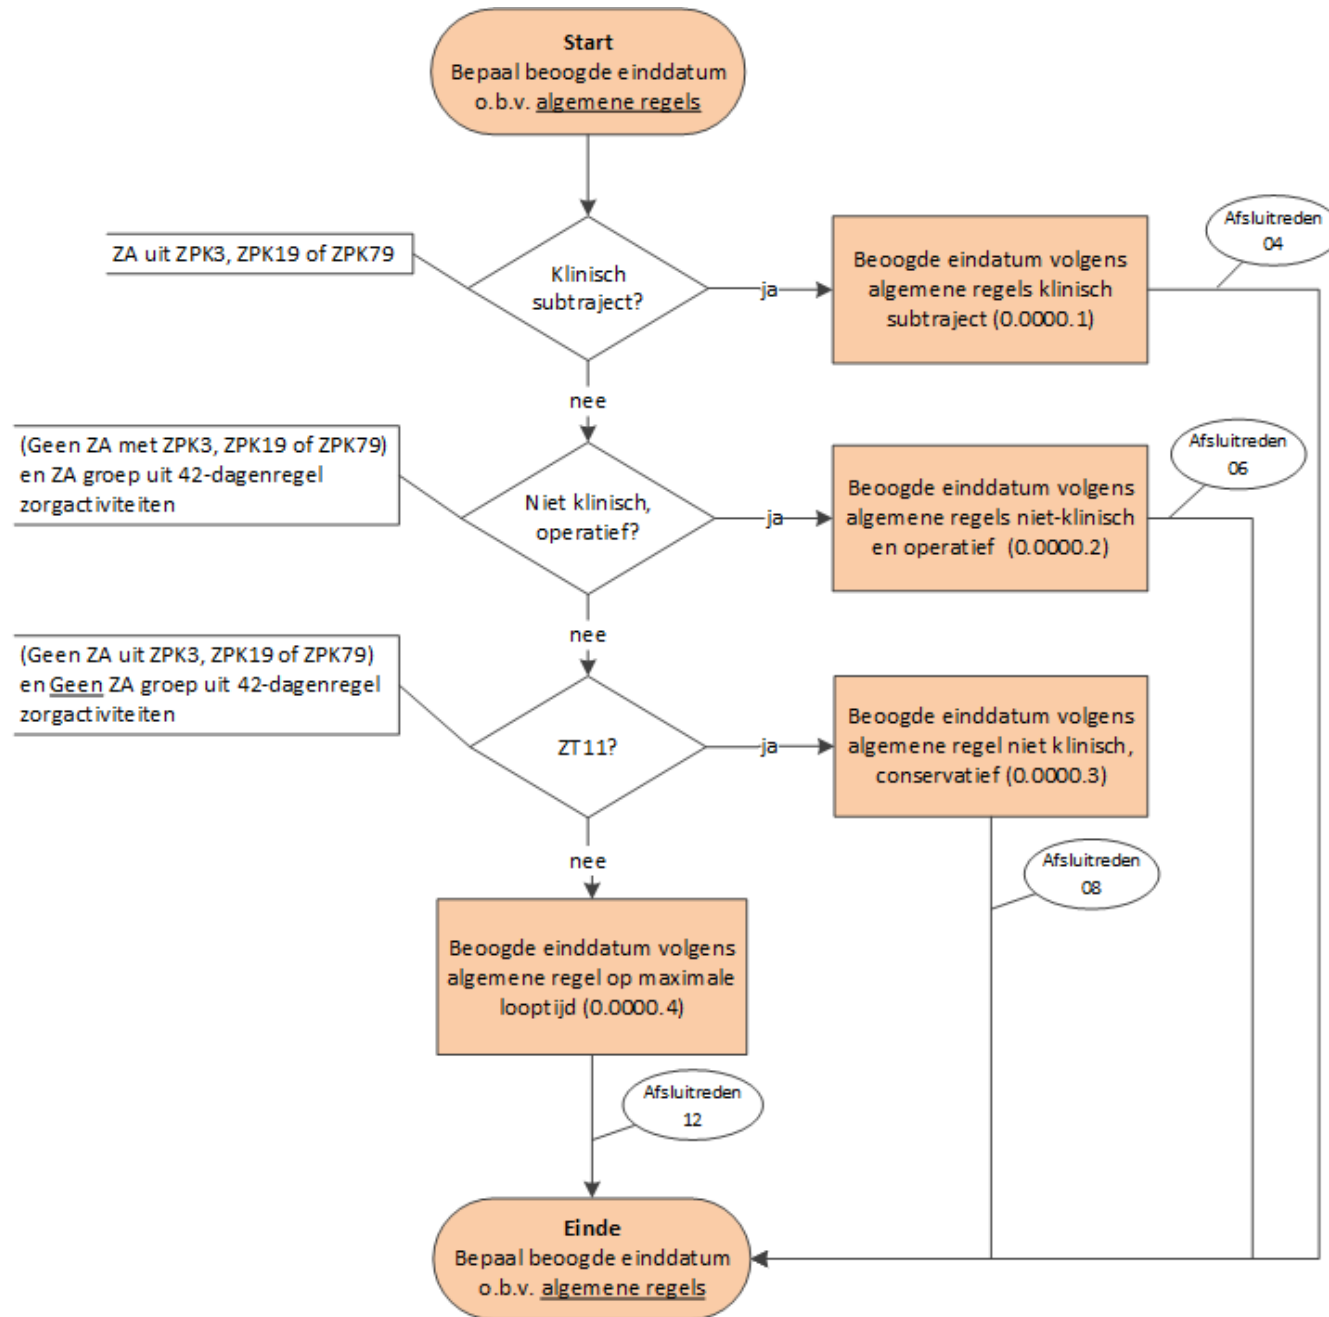 Start
Bepaal beoogde einddatum
o.b.v. algemene regels
ZA uit ZPK3, ZPK19 of ZPK79
Klinisch
subtraject?
ja
Beoogde eindatum volgens
algemene regels klinisch
subtraject (0.0000.1)
Afsluitreden
04
nee
(Geen ZA met ZPK3, ZPK19 of ZPK79)
en ZA groep uit 42-dagenregel
zorgactiviteiten
Niet klinisch,
operatief?
ja
Beoogde einddatum volgens
algemene regels niet-klinisch
en operatief (0.0000.2)
Afsluitreden
06
nee
(Geen ZA uit ZPK3, ZPK19 of ZPK79)
en Geen ZA groep uit 42-dagenregel
zorgactiviteiten
ZT11?
ja
Beoogde einddatum volgens
algemene regel niet klinisch,
conservatief (0.0000.3)
Afsluitreden
08
nee
Beoogde einddatum volgens
algemene regel op maximale
looptijd (0.0000.4)
Afsluitreden
12
Einde
Bepaal beoogde einddatum
o.b.v. algemene regels